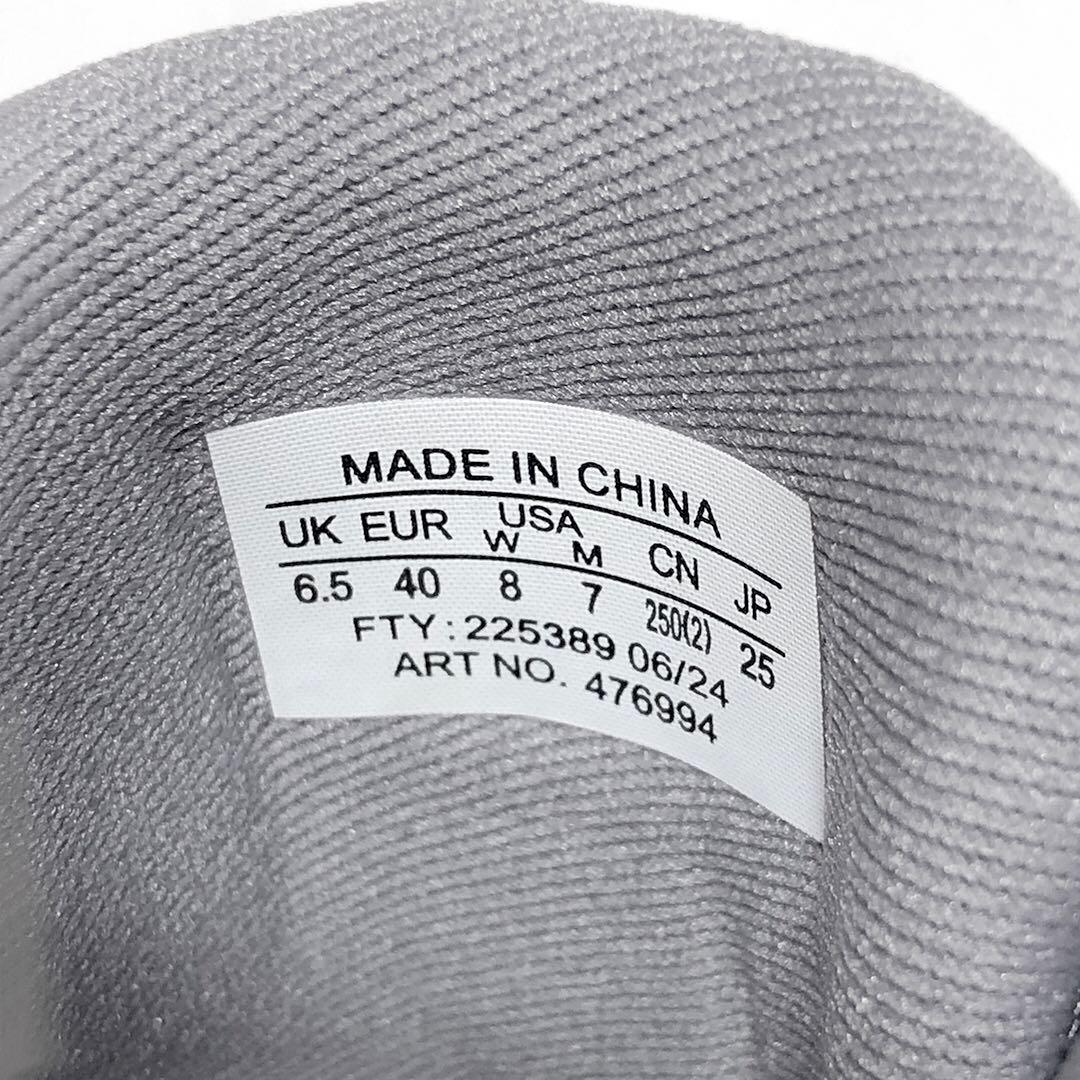 MADE IN CHINA
UK EUR USA CN JP
W M
6.5 40 8 7 250(2) 25
FTY : 225389 06/24
ART NO. 476994